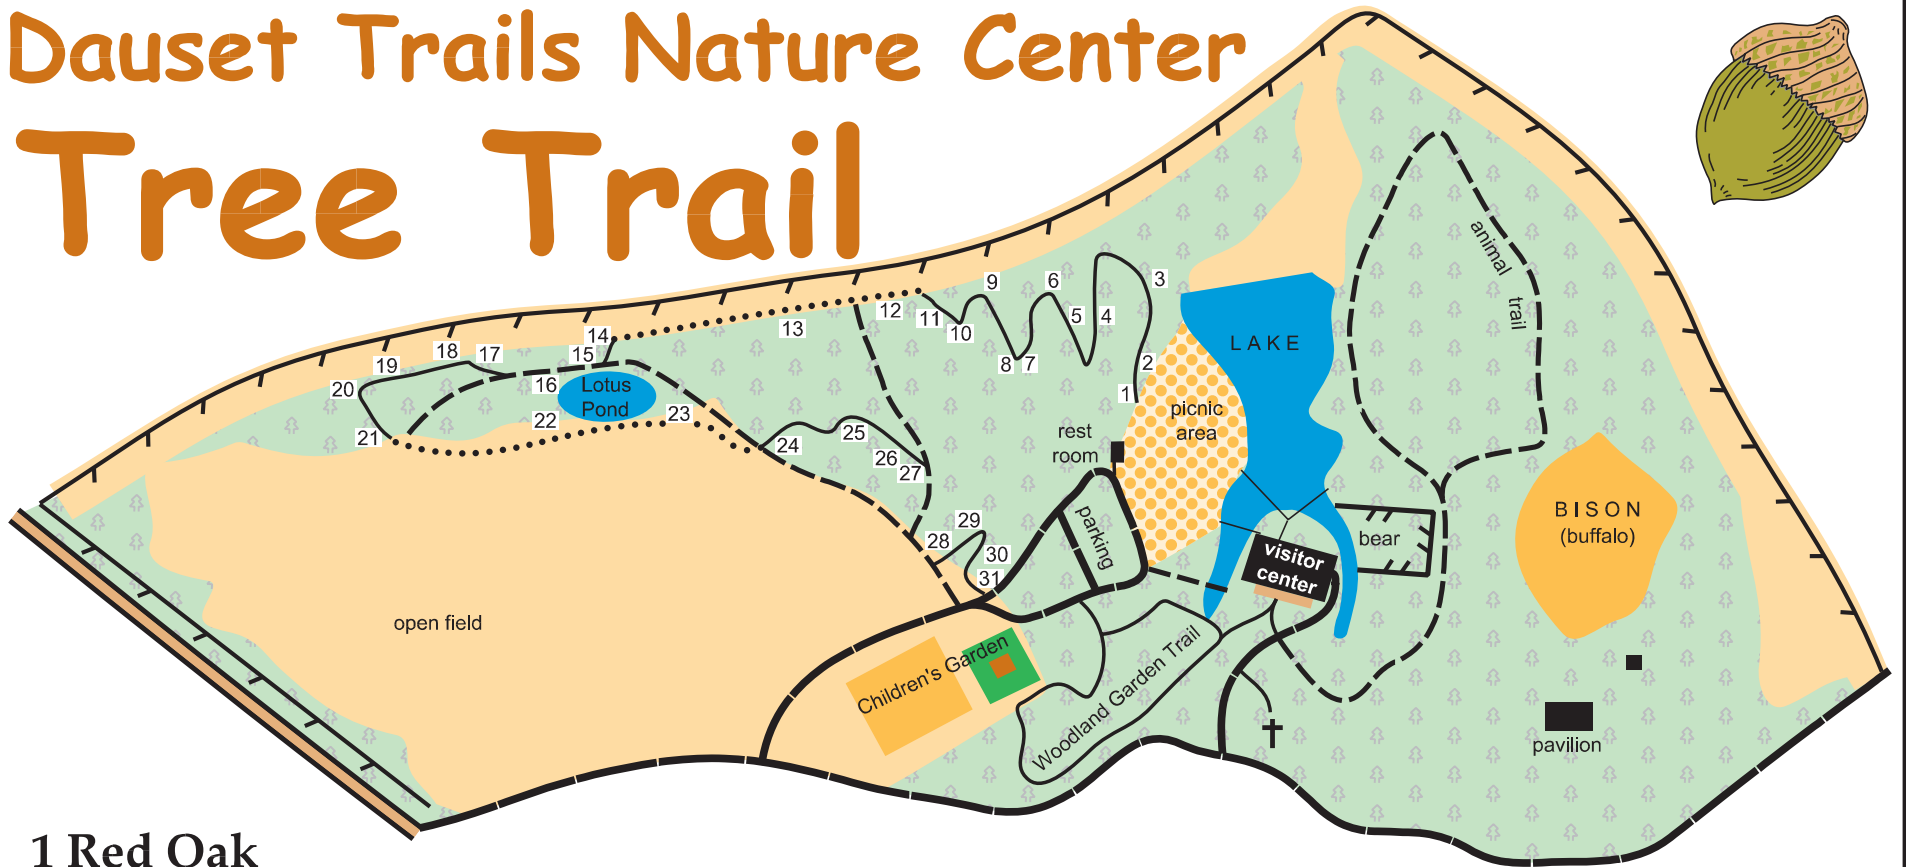 Dauset Trails Nature Center
Tree Trail
animal
trail
9
6
3
12
11
10
5
4
13
14
15
LAKE
18
17
19
8
7
2
20
16
Lotus
Pond
1
picnic
area
22
23
21
24
25
rest
room
26
27
BISON
(buffalo)
29
28
30
31
parking
bear
visitor
center
open field
Children's Garden
Woodland Garden Trail
pavilion
1 Red Oak